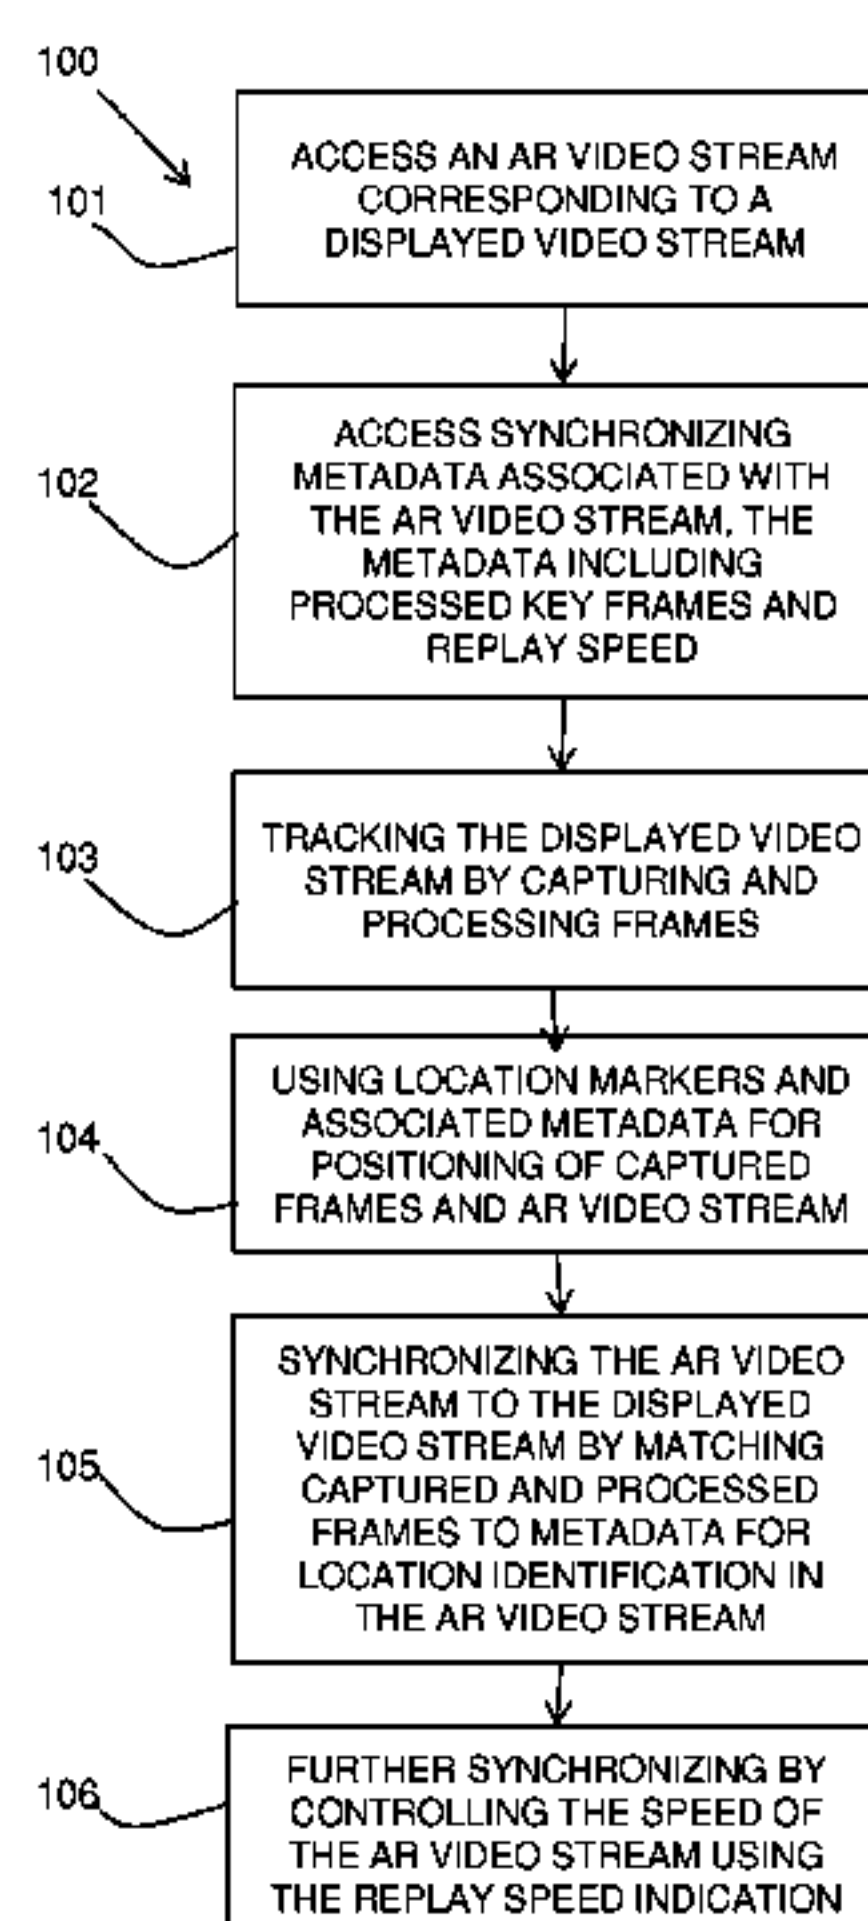 100
101
ACCESS AN AR VIDEO STREAM
CORRESPONDING TO A
DISPLAYED VIDEO STREAM
102
ACCESS SYNCHRONIZING
METADATA ASSOCIATED WITH
THE AR VIDEO STREAM, THE
METADATA INCLUDING
PROCESSED KEY FRAMES AND
REPLAY SPEED
103
TRACKING THE DISPLAYED VIDEO
STREAM BY CAPTURING AND
PROCESSING FRAMES
104
USING LOCATION MARKERS AND
ASSOCIATED METADATA FOR
POSITIONING OF CAPTURED
FRAMES AND AR VIDEO STREAM
105
SYNCHRONIZING THE AR VIDEO
STREAM TO THE DISPLAYED
VIDEO STREAM BY MATCHING
CAPTURED AND PROCESSED
FRAMES TO METADATA FOR
LOCATION IDENTIFICATION IN
THE AR VIDEO STREAM
106
FURTHER SYNCHRONIZING BY
CONTROLLING THE SPEED OF
THE AR VIDEO STREAM USING
THE REPLAY SPEED INDICATION